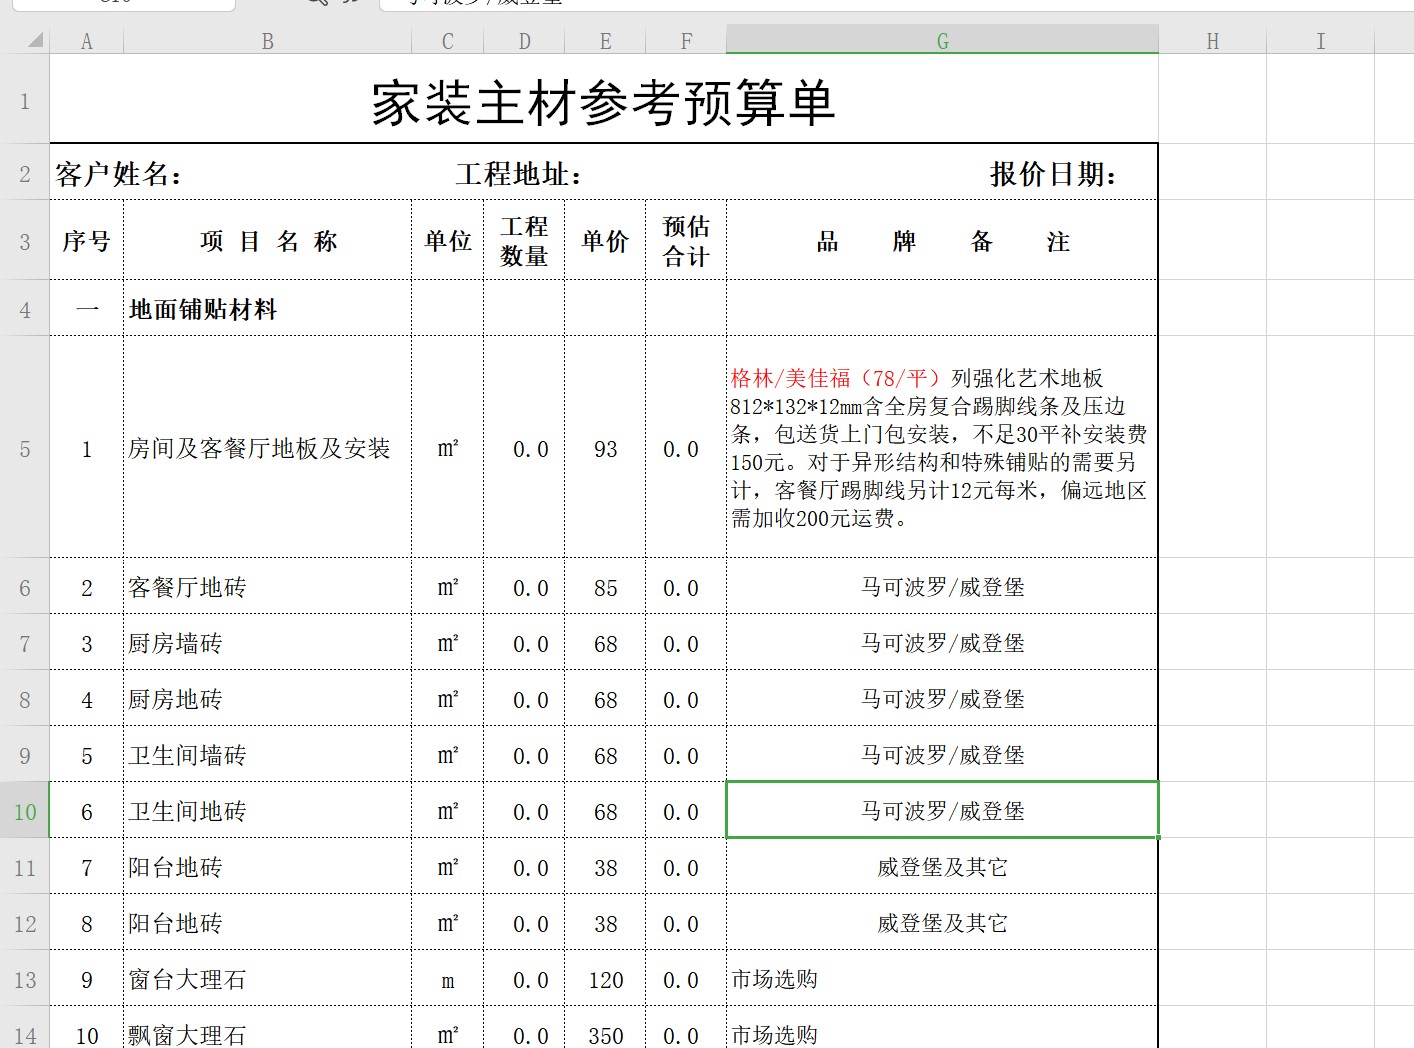 A B C D E F G H I
1 家装主材参考预算单
2 客户姓名： 工程地址： 报价日期：
3 序号 项 目 名 称 单位 工程数量 单价 预估合计 品 牌 备 注
4 一 地面铺贴材料
5 1 房间及客餐厅地板及安装 m² 0.0 93 0.0
格林/美佳福（78/平）列强化艺术地板
812*132*12mm含全房复合踢脚线条及压边
条，包送货上门包安装，不足30平补安装费
150元。对于异形结构和特殊铺贴的需要另
计，客餐厅踢脚线另计12元每米，偏远地区
需加收200元运费。
6 2 客餐厅地砖 m² 0.0 85 0.0 马可波罗/威登堡
7 3 厨房墙砖 m² 0.0 68 0.0 马可波罗/威登堡
8 4 厨房地砖 m² 0.0 68 0.0 马可波罗/威登堡
9 5 卫生间墙砖 m² 0.0 68 0.0 马可波罗/威登堡
10 6 卫生间地砖 m² 0.0 68 0.0 马可波罗/威登堡
11 7 阳台地砖 m² 0.0 38 0.0 威登堡及其它
12 8 阳台地砖 m² 0.0 38 0.0 威登堡及其它
13 9 窗台大理石 m 0.0 120 0.0 市场选购
14 10 飘窗大理石 m² 0.0 350 0.0 市场选购